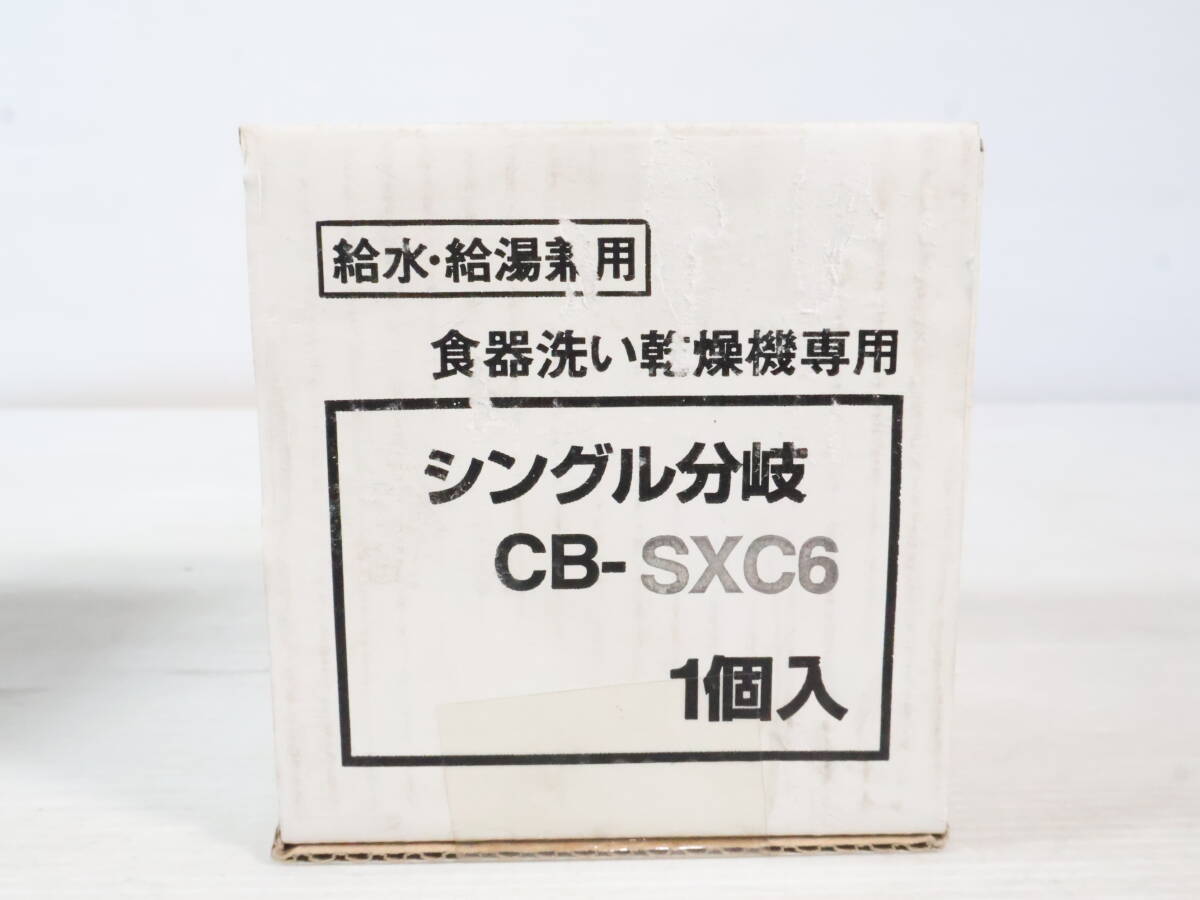 給水・給湯兼用
食器洗い乾燥機専用
シングル分岐
CB-SXC6
1個入